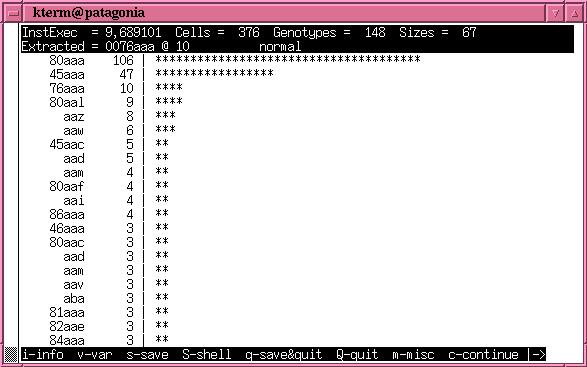 kterm@patagonia
InstExec = 9,689101 Cells = 376 Genotypes = 148 Sizes = 67
Extracted = 0076aaa @ 10 normal
80aaa 106 | **************************************
45aaa 47 | *****************
76aaa 10 | ****
80aal 9 | ****
aaz 8 | ***
aaw 6 | ***
45aac 5 | **
aad 5 | **
aam 4 | **
80aaf 4 | **
aai 4 | **
86aaa 4 | **
46aaa 3 | **
80aac 3 | **
aad 3 | **
aam 3 | **
aav 3 | **
aba 3 | **
81aaa 3 | **
82aae 3 | **
84aaa 3 | **
i-info v-var s-save S-shell q-save&quit Q-quit m-misc c-continue |->